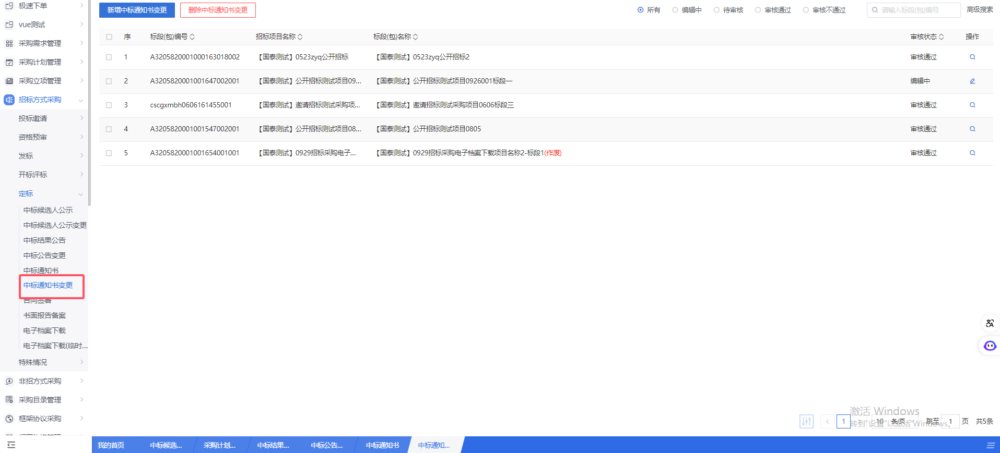 极速下单
vue测试
采购需求管理
采购计划管理
采购立项管理
招标方式采购
投标邀请
资格预审
发标
开标评标
定标
中标候选人公示
中标候选人公示变更
中标结果公告
中标公告变更
中标通知书
中标通知书变更
合同签署
书面报告备案
电子档案下载
电子档案下载(临时...
特殊情况
非招方式采购
采购目录管理
框架协议采购
新增中标通知书变更 删除中标通知书变更 所有 编辑中 待审核 审核通过 审核不通过 请输入标段(包)编号 高级搜索
序 标段(包)编号 招标项目名称 标段(包)名称 审核状态 操作
1 A3205820001000163018002 【国泰测试】0523zyq公开招标 【国泰测试】0523zyq公开招标2 审核通过
2 A3205820001001647002001 【国泰测试】公开招标测试项目09... 【国泰测试】公开招标测试项目0926001标段一 编辑中
3 cscgxmbh0606161455001 【国泰测试】邀请招标测试采购项... 【国泰测试】邀请招标测试采购项目0606标段三 审核通过
4 A3205820001001547002001 【国泰测试】公开招标测试项目08... 【国泰测试】公开招标测试项目0805 审核通过
5 A3205820001001654001001 【国泰测试】0929招标采购电子... 【国泰测试】0929招标采购电子档案下载项目名称2-标段1(作废) 审核通过
激活 Windows
转到"设置"以激活 Windows。
1 10 条/页 跳至 1 页 共5条
我的首页 中标候选... 采购计划... 中标结果... 中标公告... 中标通知书 中标通知...